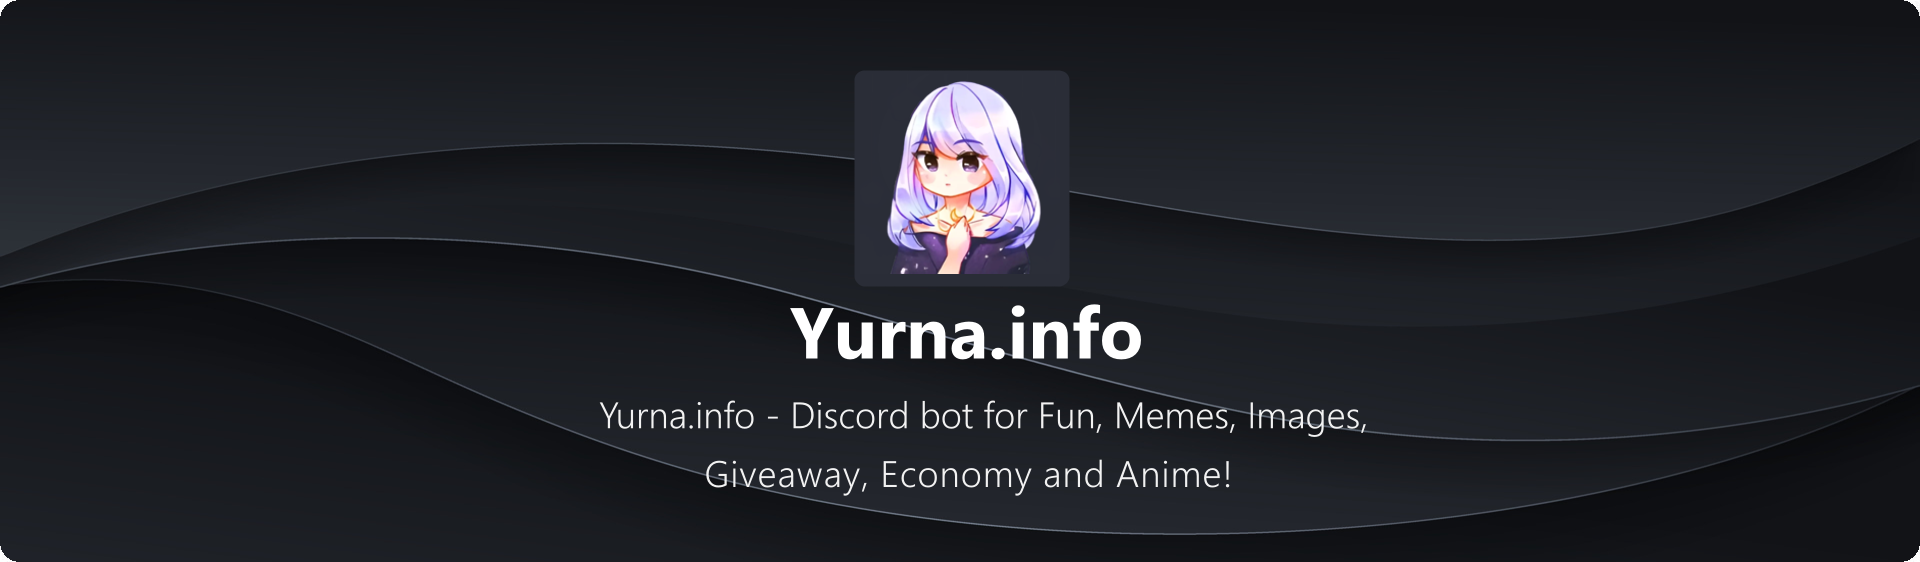 Yurna.info
Yurna.info - Discord bot for Fun, Memes, Images,
Giveaway, Economy and Anime!